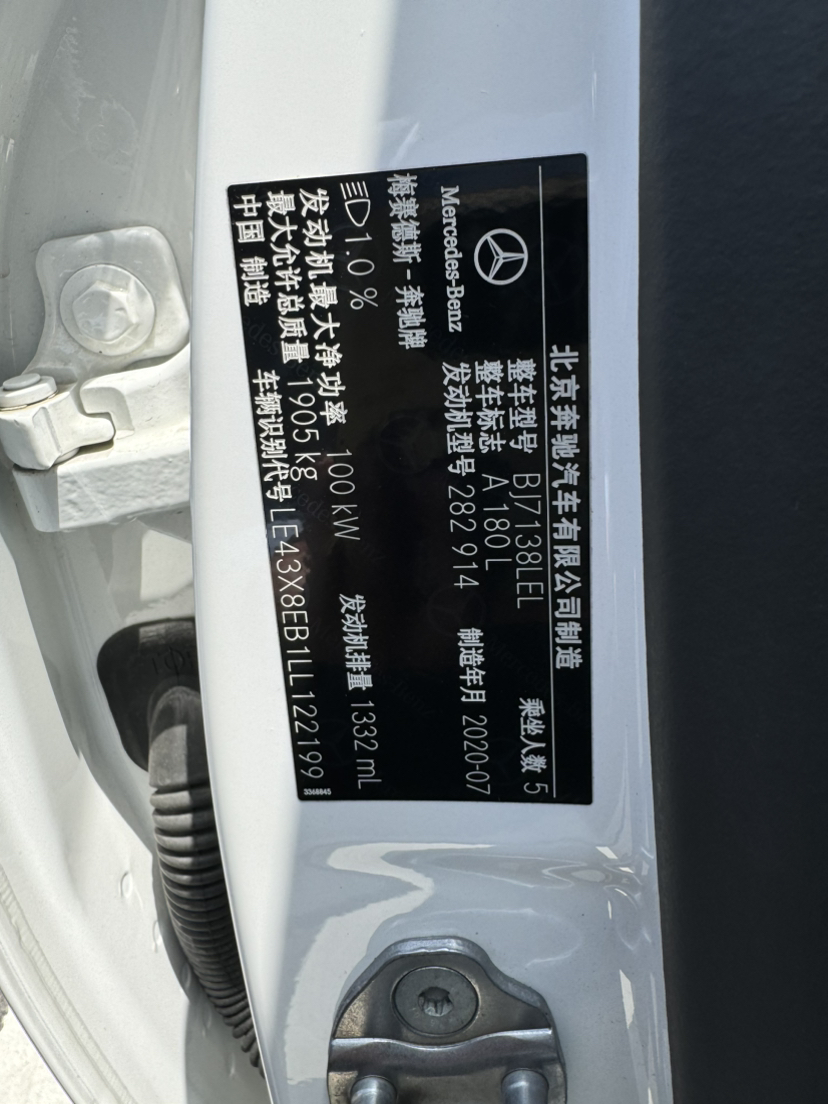 北京奔驰汽车有限公司制造
Mercedes-Benz
梅赛德斯-奔驰牌
整车型号 BJ7138LEL 乘坐人数 5
整车标志 A 180 L
发动机型号 282 914 制造年月 2020-07
1.0 %
发动机最大净功率 100 kW 发动机排量 1332 mL
最大允许总质量 1905 kg
中国 制造 车辆识别代号 LE43X8EB1LL122199
3368845